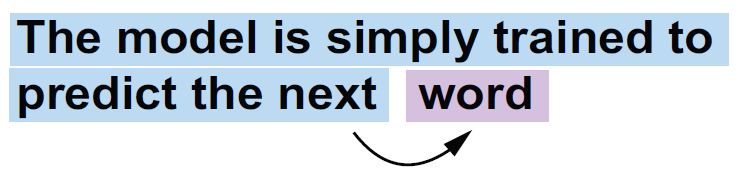 The model is simply trained to
predict the next word